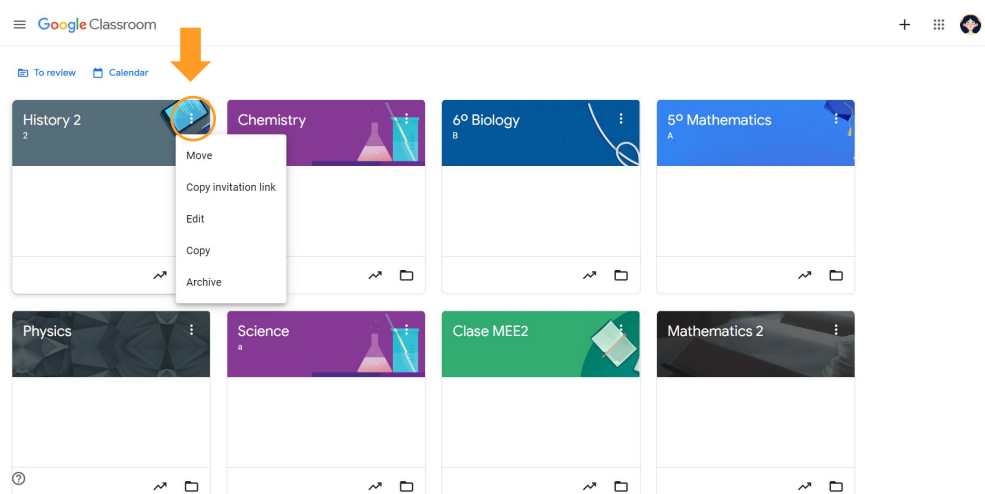 Google Classroom
To review Calendar
History 2
2
Chemistry
6º Biology
B
5º Mathematics
A
Move
Copy invitation link
Edit
Copy
Archive
Physics
Science
a
Clase MEE2
Mathematics 2